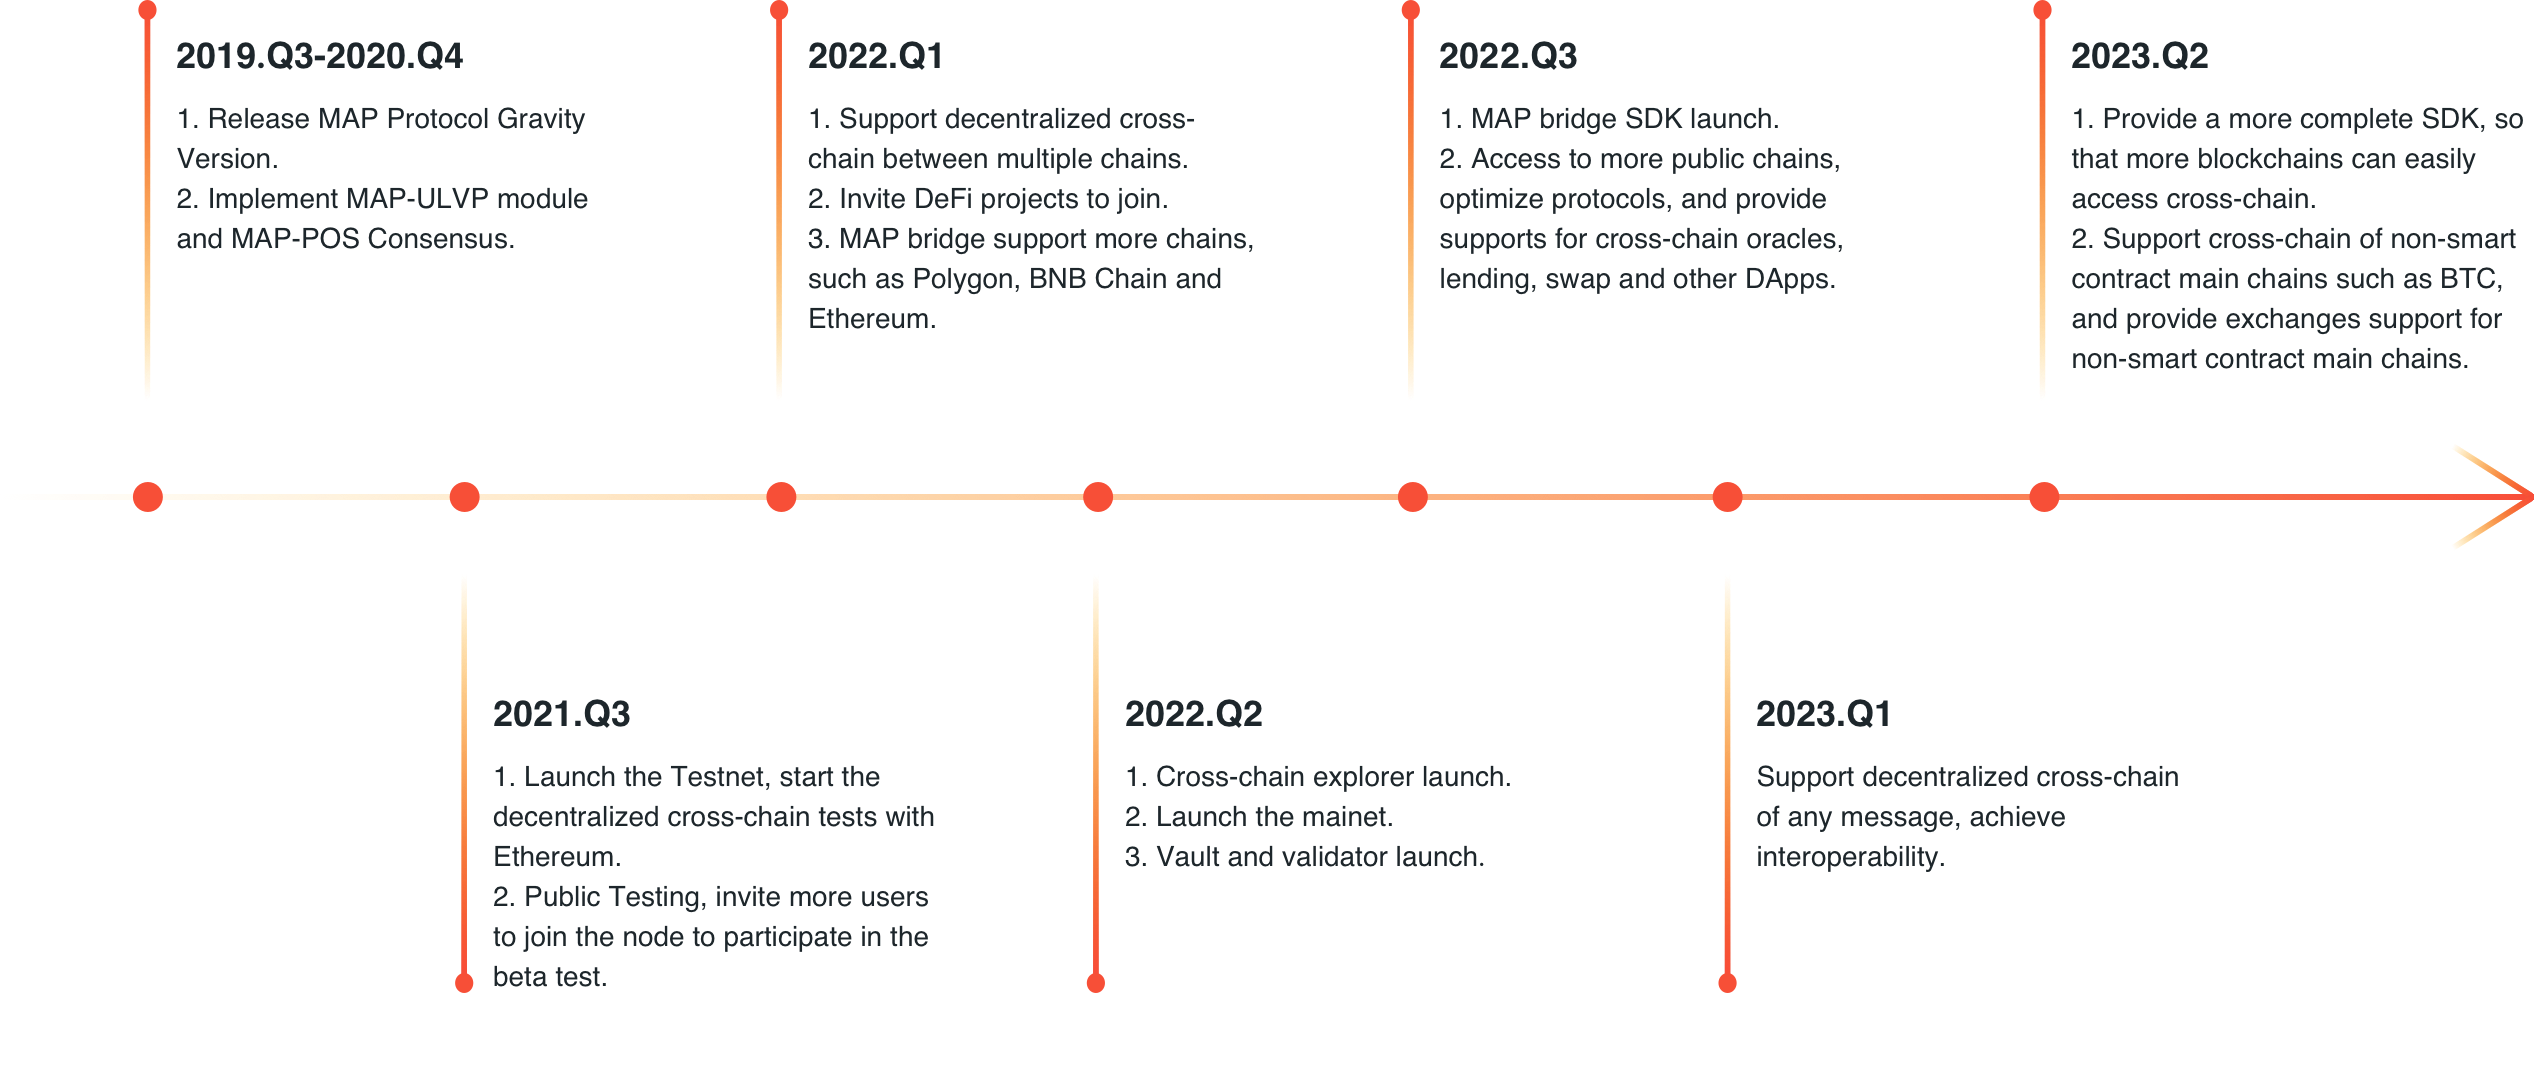 2019.Q3-2020.Q4
1. Release MAP Protocol Gravity
Version.
2. Implement MAP-ULVP module
and MAP-POS Consensus.
2022.Q1
1. Support decentralized cross-
chain between multiple chains.
2. Invite DeFi projects to join.
3. MAP bridge support more chains,
such as Polygon, BNB Chain and
Ethereum.
2022.Q3
1. MAP bridge SDK launch.
2. Access to more public chains,
optimize protocols, and provide
supports for cross-chain oracles,
lending, swap and other DApps.
2023.Q2
1. Provide a more complete SDK, so
that more blockchains can easily
access cross-chain.
2. Support cross-chain of non-smart
contract main chains such as BTC,
and provide exchanges support for
non-smart contract main chains.
2021.Q3
1. Launch the Testnet, start the
decentralized cross-chain tests with
Ethereum.
2. Public Testing, invite more users
to join the node to participate in the
beta test.
2022.Q2
1. Cross-chain explorer launch.
2. Launch the mainet.
3. Vault and validator launch.
2023.Q1
Support decentralized cross-chain
of any message, achieve
interoperability.